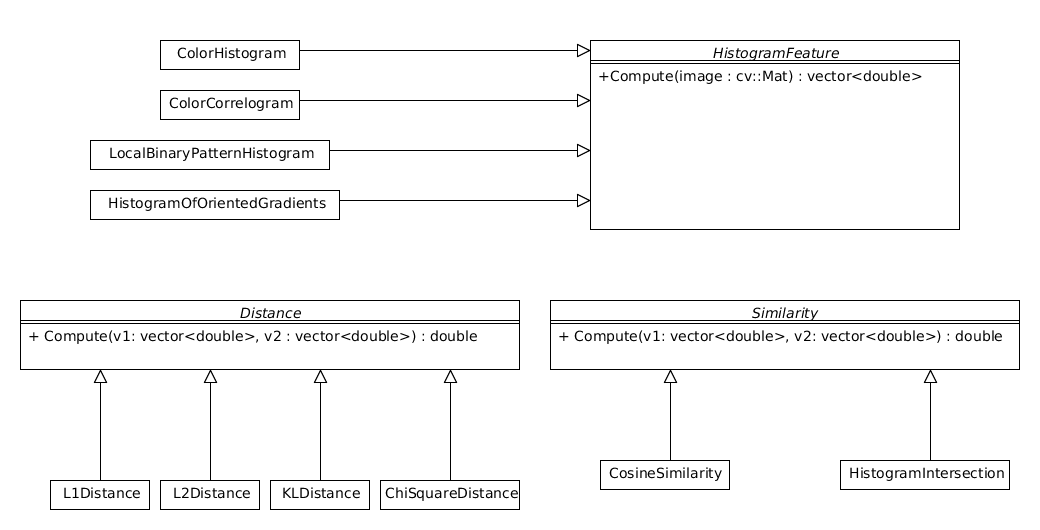 ColorHistogram
HistogramFeature
+Compute(image : cv::Mat) : vector<double>
ColorCorrelogram
LocalBinaryPatternHistogram
HistogramOfOrientedGradients
Distance
+ Compute(v1: vector<double>, v2 : vector<double>) : double
Similarity
+ Compute(v1: vector<double>, v2: vector<double>) : double
CosineSimilarity
HistogramIntersection
L1Distance
L2Distance
KLDistance
ChiSquareDistance